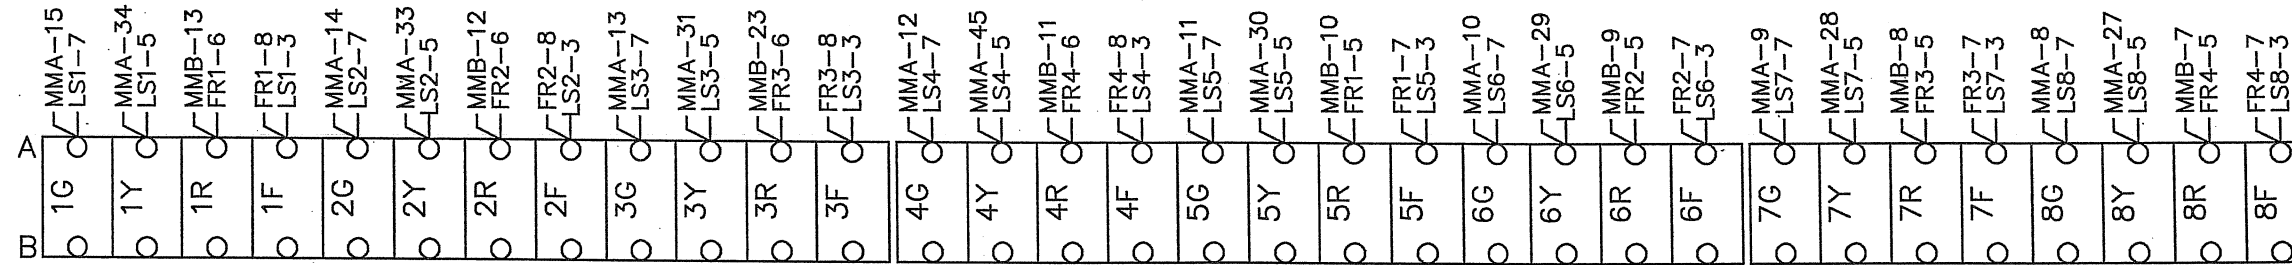 MMA-15
LS1-7
MMA-34
LS1-5
MMB-13
FR1-6
FR1-8
LS1-3
MMA-14
LS2-7
MMA-33
LS2-5
MMB-12
FR2-6
FR2-8
LS2-3
MMA-13
LS3-7
MMA-31
LS3-5
MMB-23
FR3-6
FR3-8
LS3-3
MMA-12
LS4-7
MMA-45
LS4-5
MMB-11
FR4-6
FR4-8
LS4-3
MMA-11
LS5-7
MMA-30
LS5-5
MMB-10
FR1-5
FR1-7
LS5-3
MMA-10
LS6-7
MMA-29
LS6-5
MMB-9
FR2-5
FR2-7
LS6-3
MMA-9
LS7-7
MMA-28
LS7-5
MMB-8
FR3-5
FR3-7
LS7-3
MMA-8
LS8-7
MMA-27
LS8-5
MMB-7
FR4-5
FR4-7
LS8-3
A
1G
1Y
1R
1F
2G
2Y
2R
2F
3G
3Y
3R
3F
4G
4Y
4R
4F
5G
5Y
5R
5F
6G
6Y
6R
6F
7G
7Y
7R
7F
8G
8Y
8R
8F
B